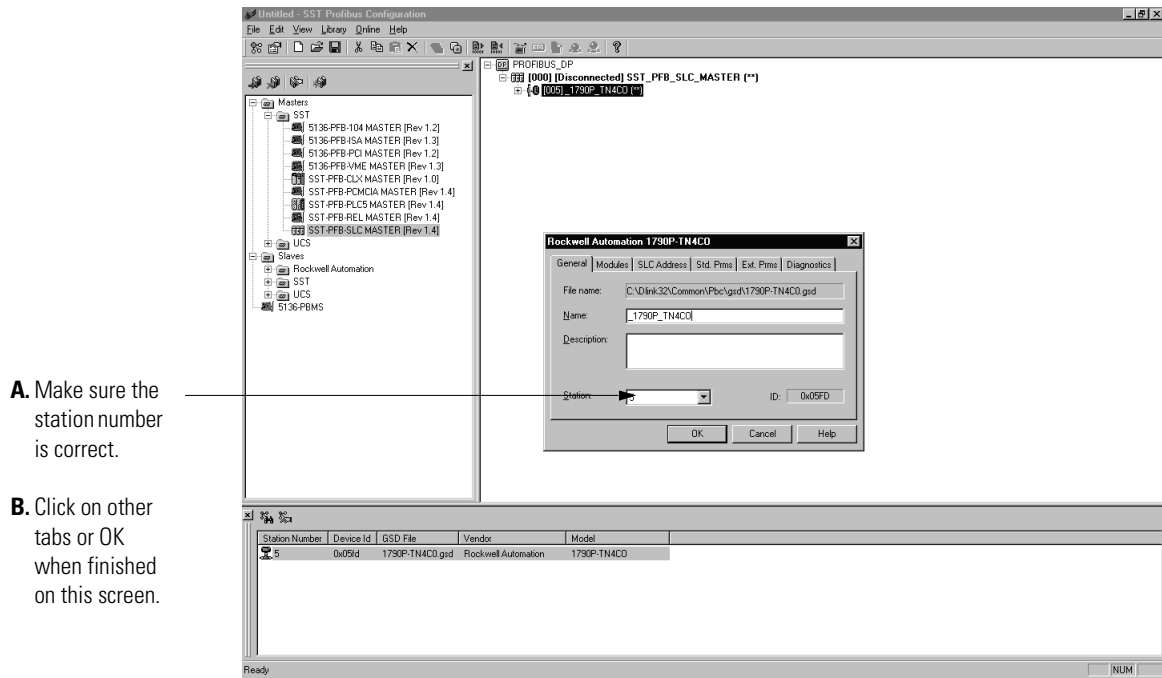 Untitled - SST Profibus Configuration
File Edit View Library Online Help
PROFIBUS_DP
[000] [Disconnected] SST_PFB_SLC_MASTER (**)
[005]_1790P_TN4C0 (**)
Masters
SST
5136-PFB-104 MASTER [Rev 1.2]
5136-PFB-ISA MASTER [Rev 1.3]
5136-PFB-PCI MASTER [Rev 1.2]
5136-PFB-VME MASTER [Rev 1.3]
SST-PFB-CLX MASTER [Rev 1.0]
SST-PFB-PCMCIA MASTER [Rev 1.4]
SST-PFB-PLC5 MASTER [Rev 1.4]
SST-PFB-REL MASTER [Rev 1.4]
SST-PFB-SLC MASTER [Rev 1.4]
UCS
Slaves
Rockwell Automation
SST
UCS
5136-PBMS
Rockwell Automation 1790P-TN4C0
General Modules SLC Address Std. Prms Ext. Prms Diagnostics
File name: C:\Dlink32\Common\Pbc\gsd\1790P-TN4C0.gsd
Name: _1790P_TN4C0
Description:
Station: 5 ID: 0x05FD
OK Cancel Help
A. Make sure the
station number
is correct.
B. Click on other
tabs or OK
when finished
on this screen.
Station Number Device Id GSD File Vendor Model
5 0x05fd 1790P-TN4C0.gsd Rockwell Automation 1790P-TN4C0
Ready NUM